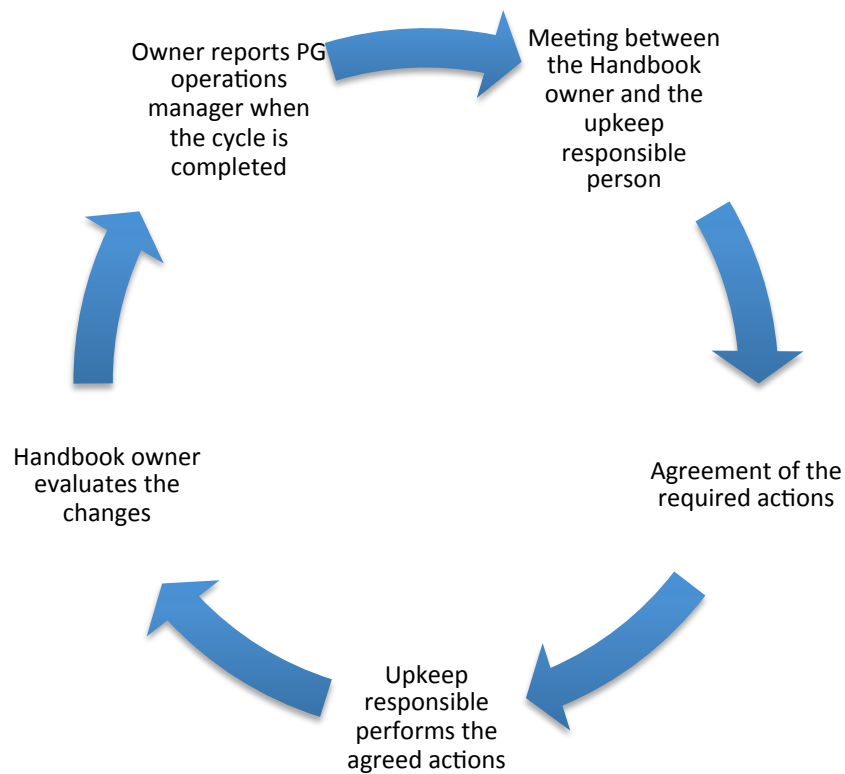 Owner reports PG
operations
manager when
the cycle is
completed
Meeting between
the Handbook
owner and the
upkeep
responsible
person
Agreement of the
required actions
Upkeep
responsible
performs the
agreed actions
Handbook owner
evaluates the
changes